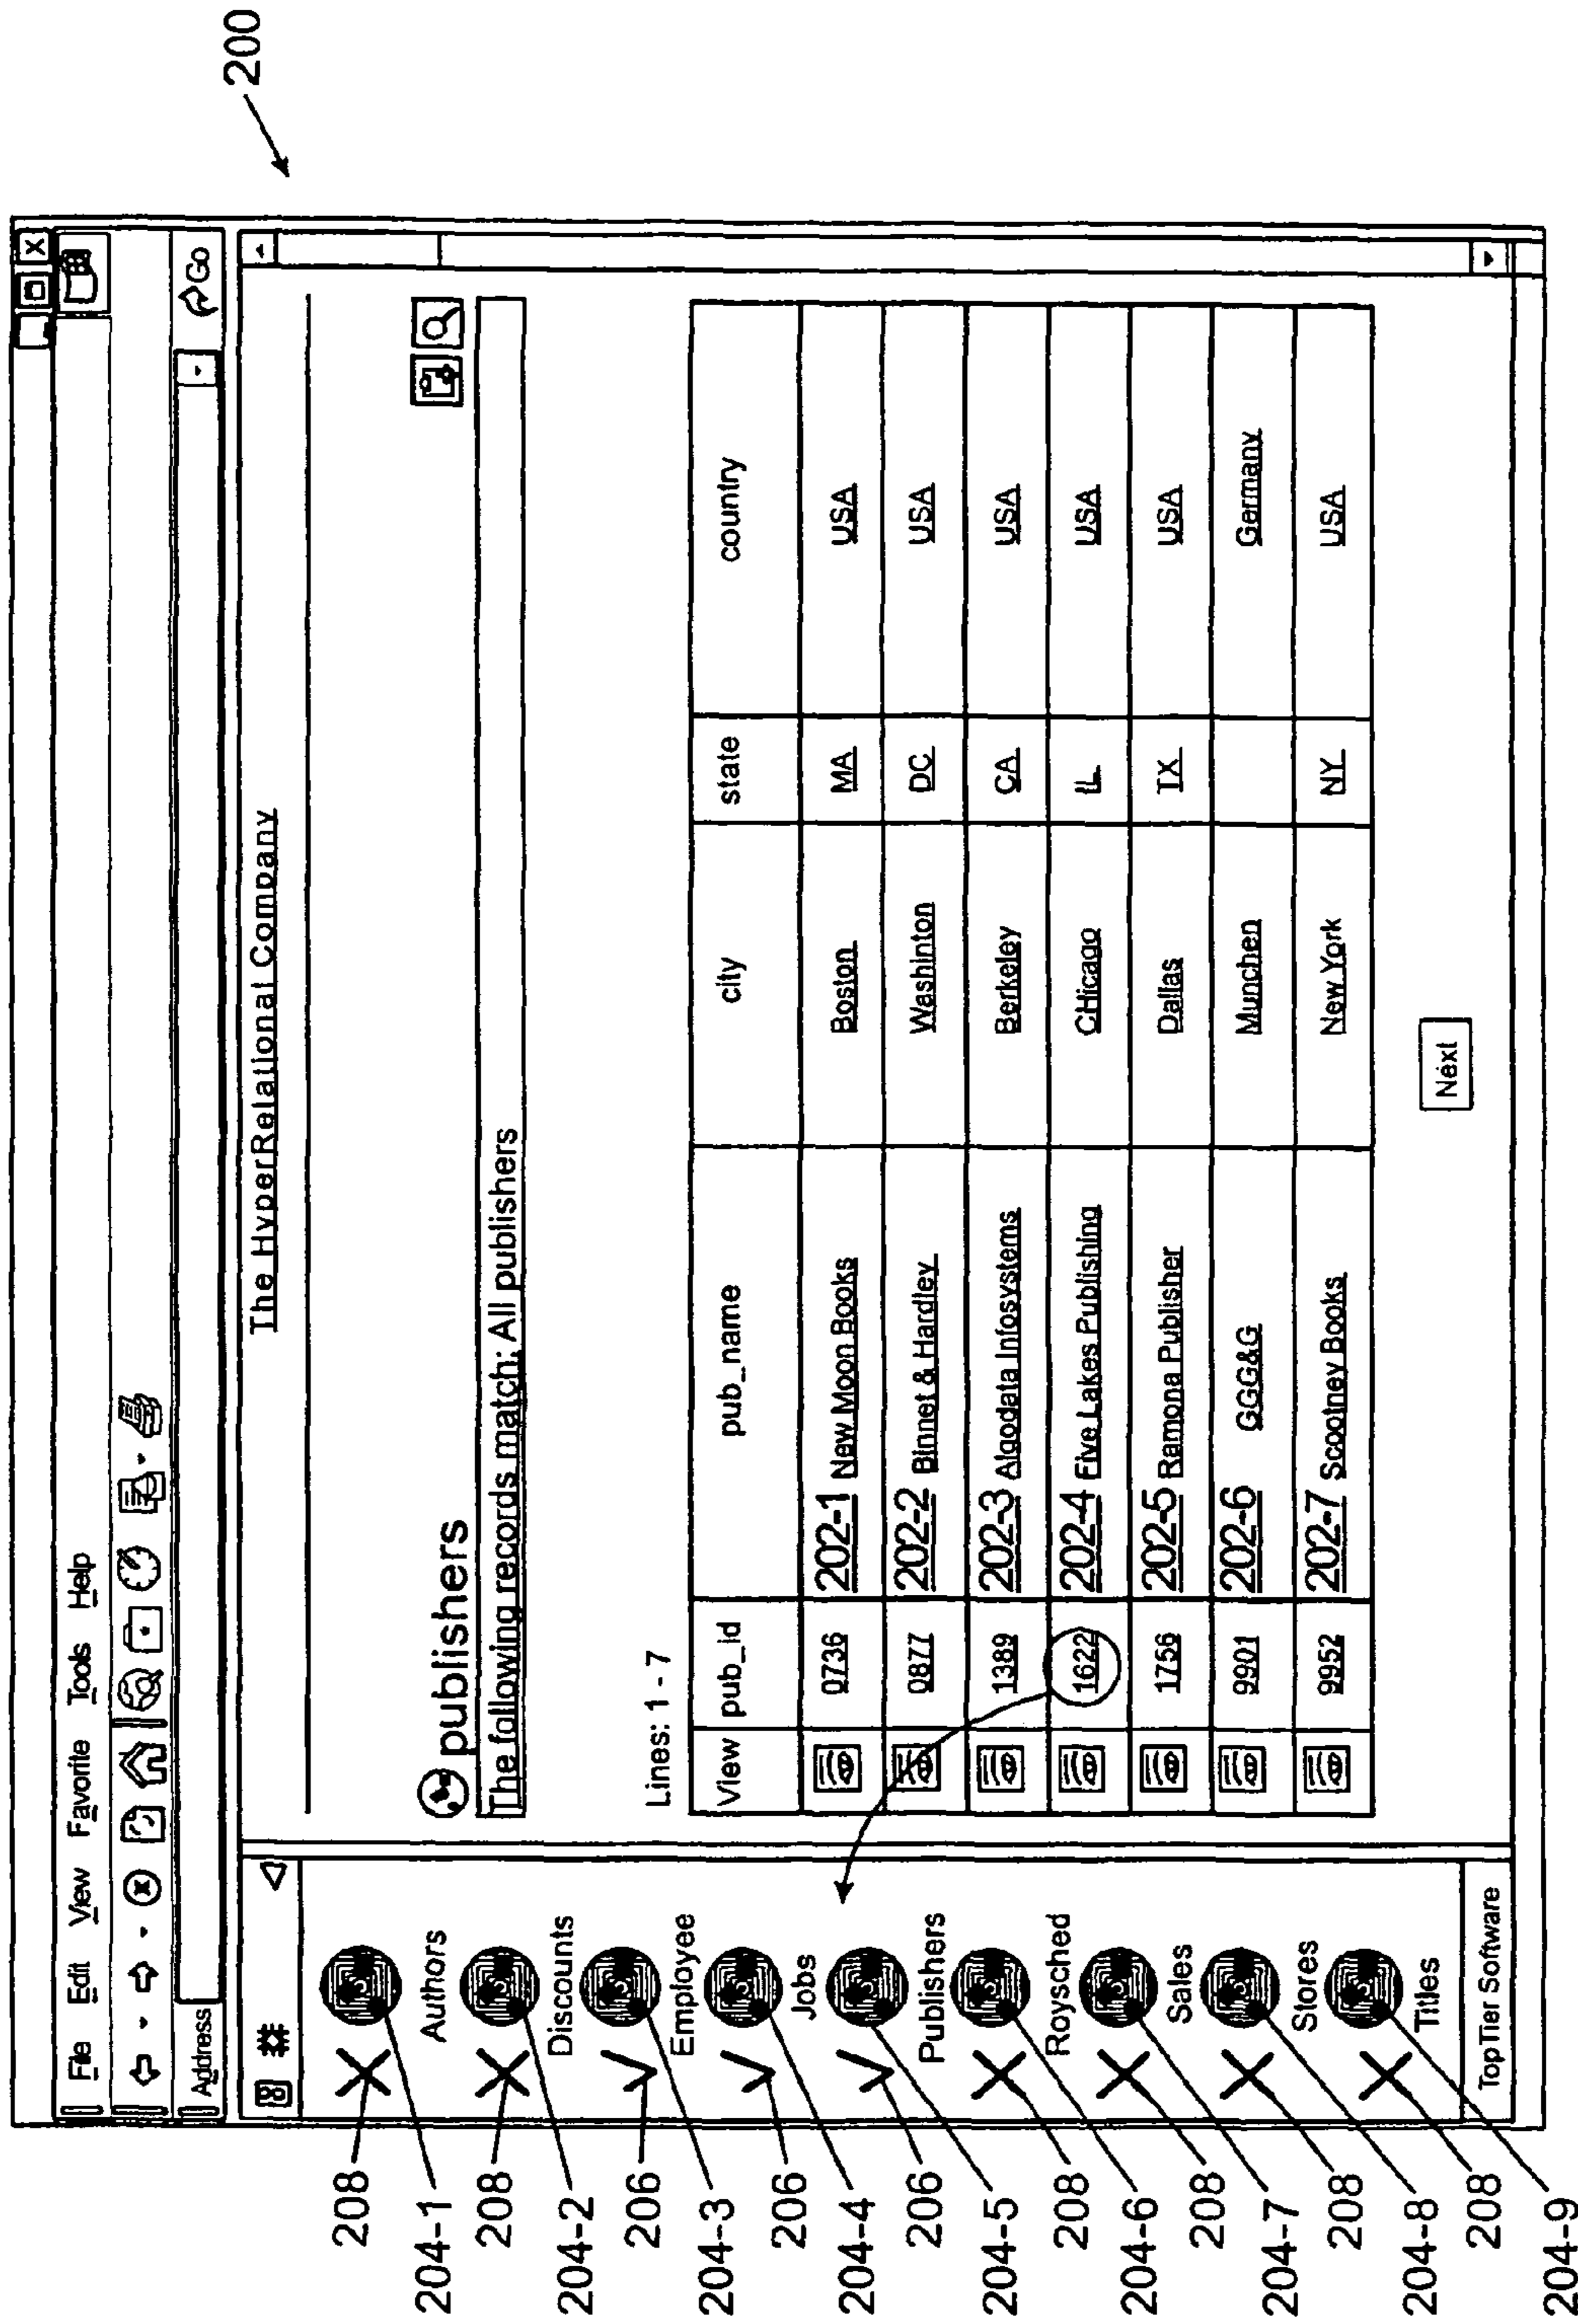 200
File Edit View Favorite Tools Help
Address
Go
The HyperRelational Company
publishers
The following records match: All publishers
Lines: 1 - 7
View pub_id pub_name city state country
0736 202-1 New Moon Books Boston MA USA
0877 202-2 Binnet & Hardley Washinton DC USA
1389 202-3 Algodata Infosystems Berkeley CA USA
1622 202-4 Five Lakes Publishing CHicago IL USA
1756 202-5 Ramona Publisher Dallas TX USA
9901 202-6 GGG&G Munchen Germany
9952 202-7 Scootney Books New York NY USA
Next
Authors
Discounts
Employee
Jobs
Publishers
Roysched
Sales
Stores
Titles
TopTier Software
208
204-1
208
204-2
206
204-3
206
204-4
206
204-5
208
204-6
208
204-7
208
204-8
208
204-9